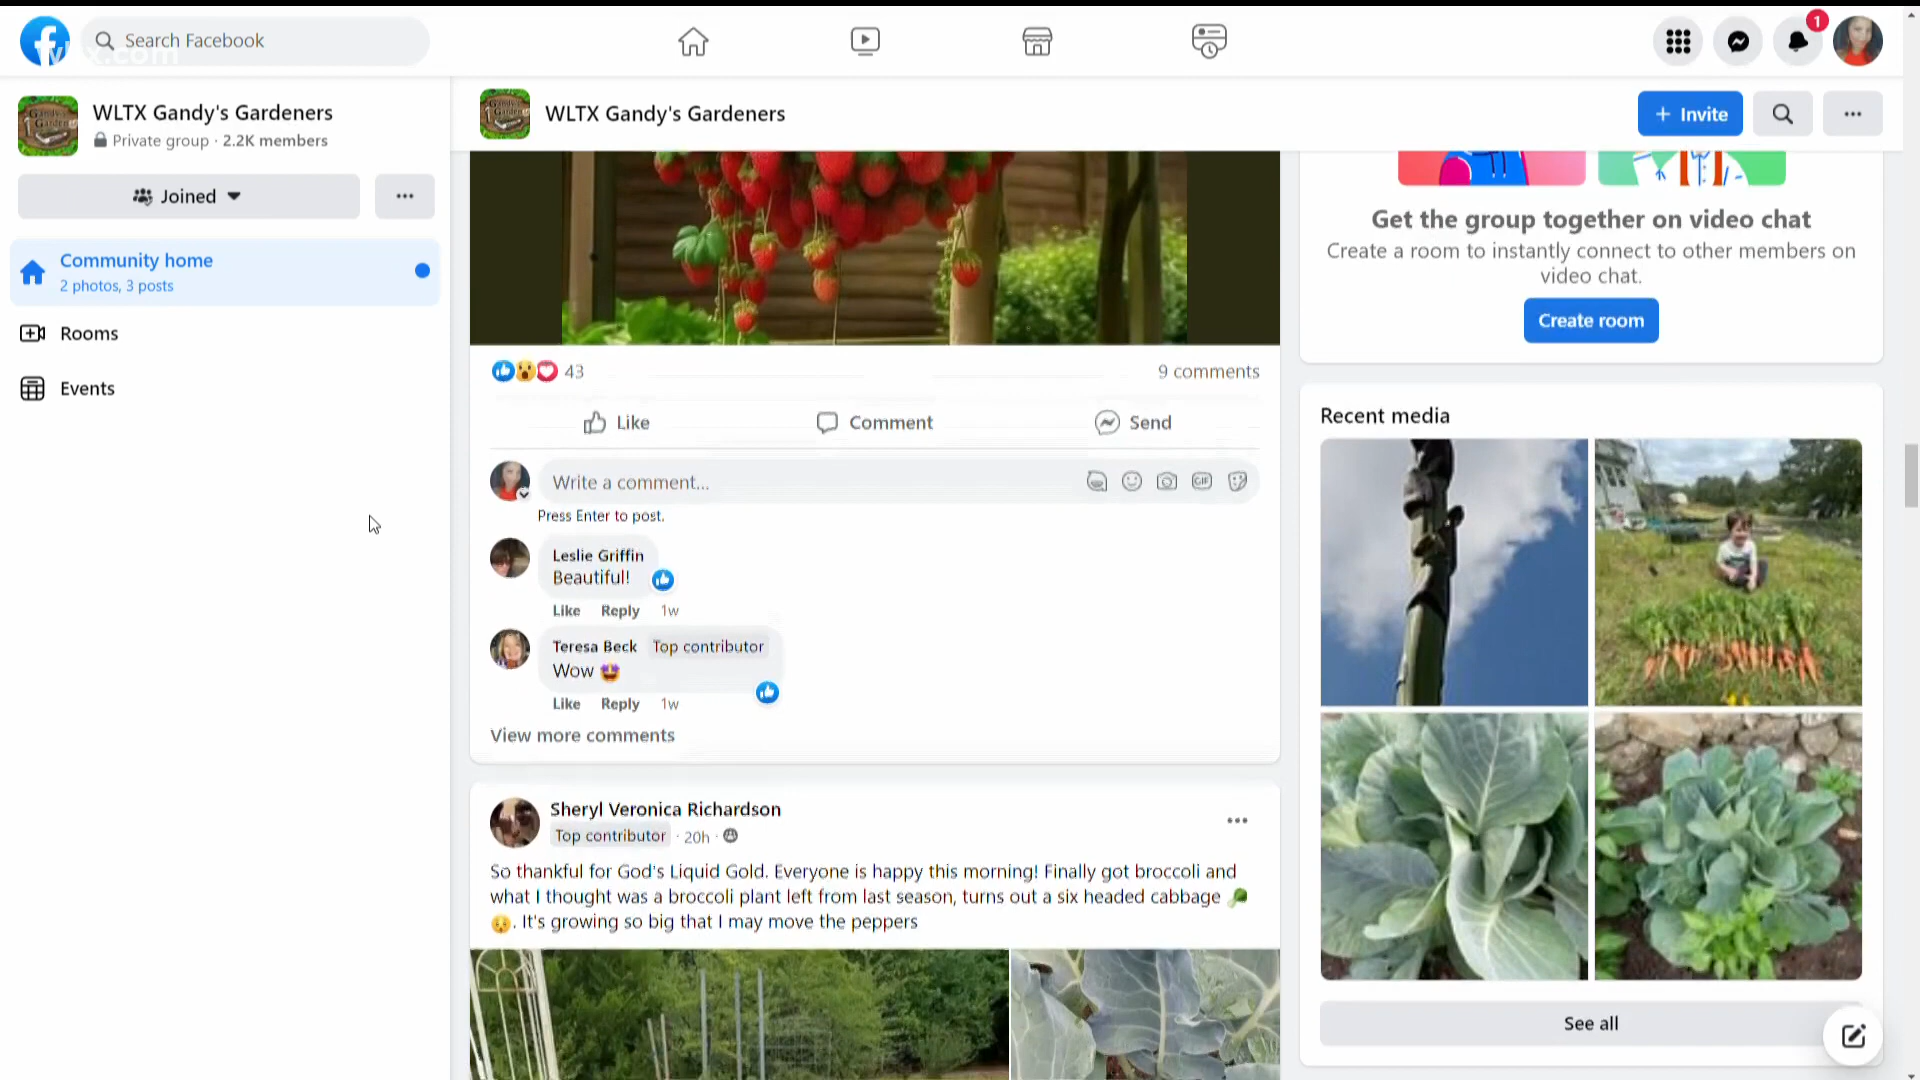 Search Facebook
wltx.com
1
WLTX Gandy's Gardeners
Private group · 2.2K members
Joined
Community home
2 photos, 3 posts
Rooms
Events
Gandy's
Garden
WLTX Gandy's Gardeners
+ Invite
43
9 comments
Like
Comment
Send
Write a comment...
GIF
Press Enter to post.
Leslie Griffin
Beautiful!
Like Reply 1w
Teresa Beck Top contributor
Wow 🤩
Like Reply 1w
View more comments
Sheryl Veronica Richardson
Top contributor · 20h ·
So thankful for God's Liquid Gold. Everyone is happy this morning! Finally got broccoli and
what I thought was a broccoli plant left from last season, turns out a six headed cabbage 🥦
😯. It's growing so big that I may move the peppers
Get the group together on video chat
Create a room to instantly connect to other members on
video chat.
Create room
Recent media
See all